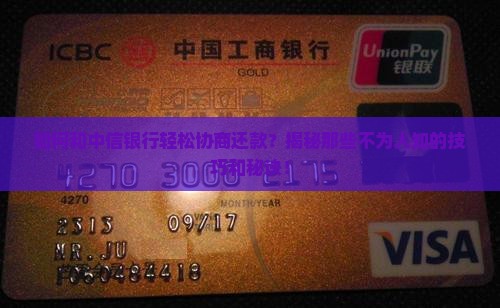 ICBC 中国工商银行
GOLD
UnionPay
银联
如何和中信银行轻松协商还款？揭秘那些不为人知的技
巧和秘诀
4270 3000
4270
MONTH/YEAR
2313 09/17
MR.JU
F050484418
VISA